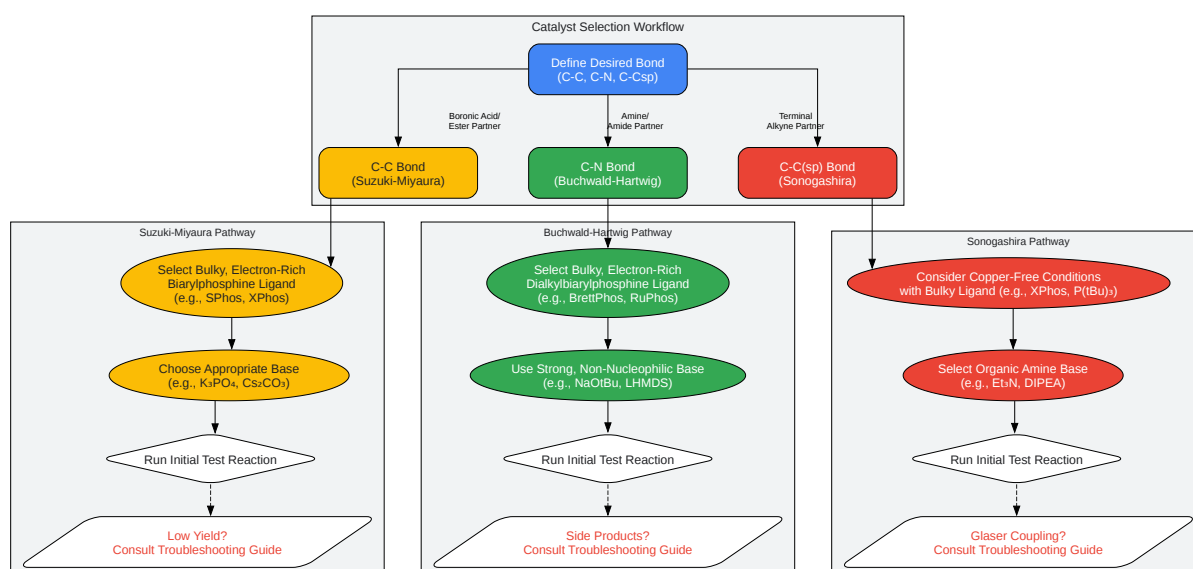 Catalyst Selection Workflow
Define Desired Bond
(C-C, C-N, C-Csp)
Boronic Acid/
Ester Partner
Amine/
Amide Partner
Terminal
Alkyne Partner
C-C Bond
(Suzuki-Miyaura)
C-N Bond
(Buchwald-Hartwig)
C-C(sp) Bond
(Sonogashira)
Suzuki-Miyaura Pathway
Select Bulky, Electron-Rich
Biarylphosphine Ligand
(e.g., SPhos, XPhos)
Choose Appropriate Base
(e.g., K₃PO₄, Cs₂CO₃)
Run Initial Test Reaction
Low Yield?
Consult Troubleshooting Guide
Buchwald-Hartwig Pathway
Select Bulky, Electron-Rich
Dialkylbiarylphosphine Ligand
(e.g., BrettPhos, RuPhos)
Use Strong, Non-Nucleophilic Base
(e.g., NaOtBu, LHMDS)
Run Initial Test Reaction
Side Products?
Consult Troubleshooting Guide
Sonogashira Pathway
Consider Copper-Free Conditions
with Bulky Ligand (e.g., XPhos, P(tBu)₃)
Select Organic Amine Base
(e.g., Et₃N, DIPEA)
Run Initial Test Reaction
Glaser Coupling?
Consult Troubleshooting Guide